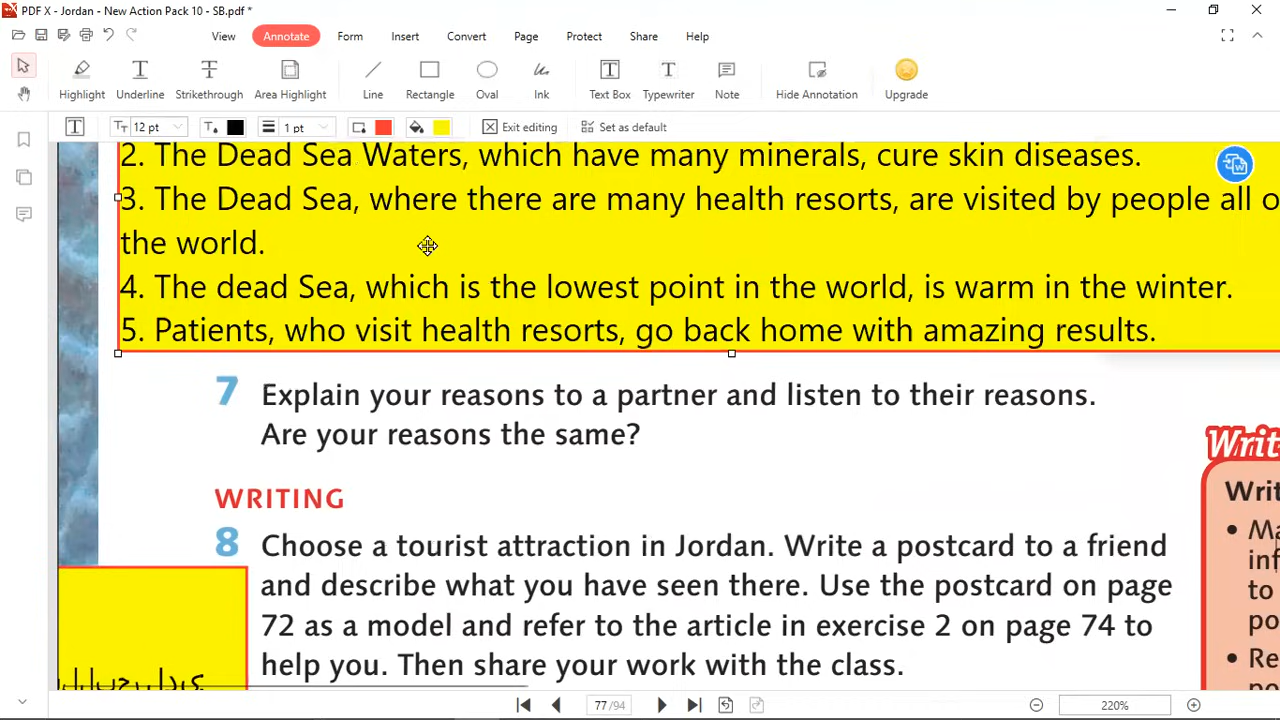 PDF X - Jordan - New Action Pack 10 - SB.pdf *
View Annotate Form Insert Convert Page Protect Share Help
Highlight Underline Strikethrough Area Highlight Line Rectangle Oval Ink Text Box Typewriter Note Hide Annotation Upgrade
12 pt 1 pt Exit editing Set as default
2. The Dead Sea Waters, which have many minerals, cure skin diseases.
3. The Dead Sea, where there are many health resorts, are visited by people all o
the world.
4. The dead Sea, which is the lowest point in the world, is warm in the winter.
5. Patients, who visit health resorts, go back home with amazing results.
7 Explain your reasons to a partner and listen to their reasons.
Are your reasons the same?
WRITING
8 Choose a tourist attraction in Jordan. Write a postcard to a friend
and describe what you have seen there. Use the postcard on page
72 as a model and refer to the article in exercise 2 on page 74 to
help you. Then share your work with the class.
Writ
Writ
• Ma
inf
to
po
• Re
77/94
220%